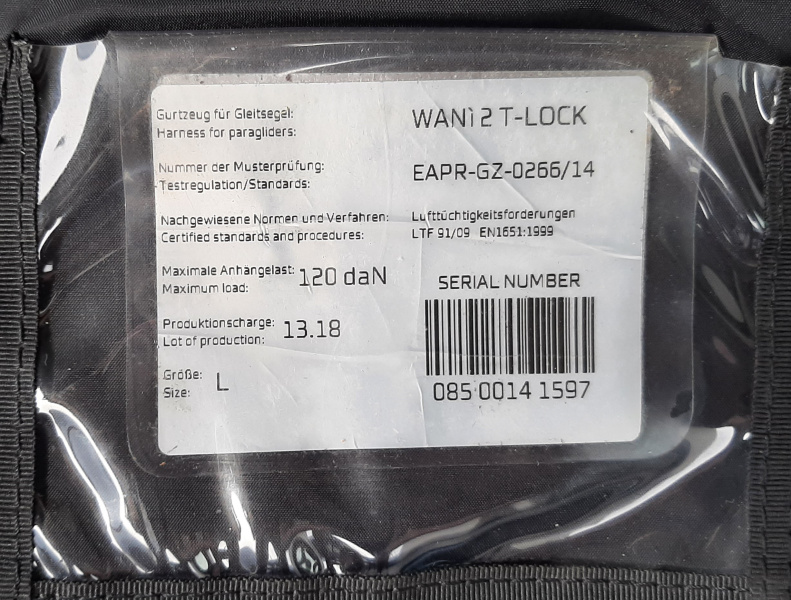 Gurtzeug für Gleitsegel:
Harness for paragliders:
WANI 2 T-LOCK
Nummer der Musterprüfung:
Testregulation/Standards:
EAPR-GZ-0266/14
Nachgewiesene Normen und Verfahren:
Certified standards and procedures:
Lufttüchtigkeitsforderungen
LTF 91/09 EN1651:1999
Maximale Anhängelast:
Maximum load:
120 daN
Produktionscharge:
Lot of production:
13.18
Größe:
Size:
L
SERIAL NUMBER
085 0014 1597